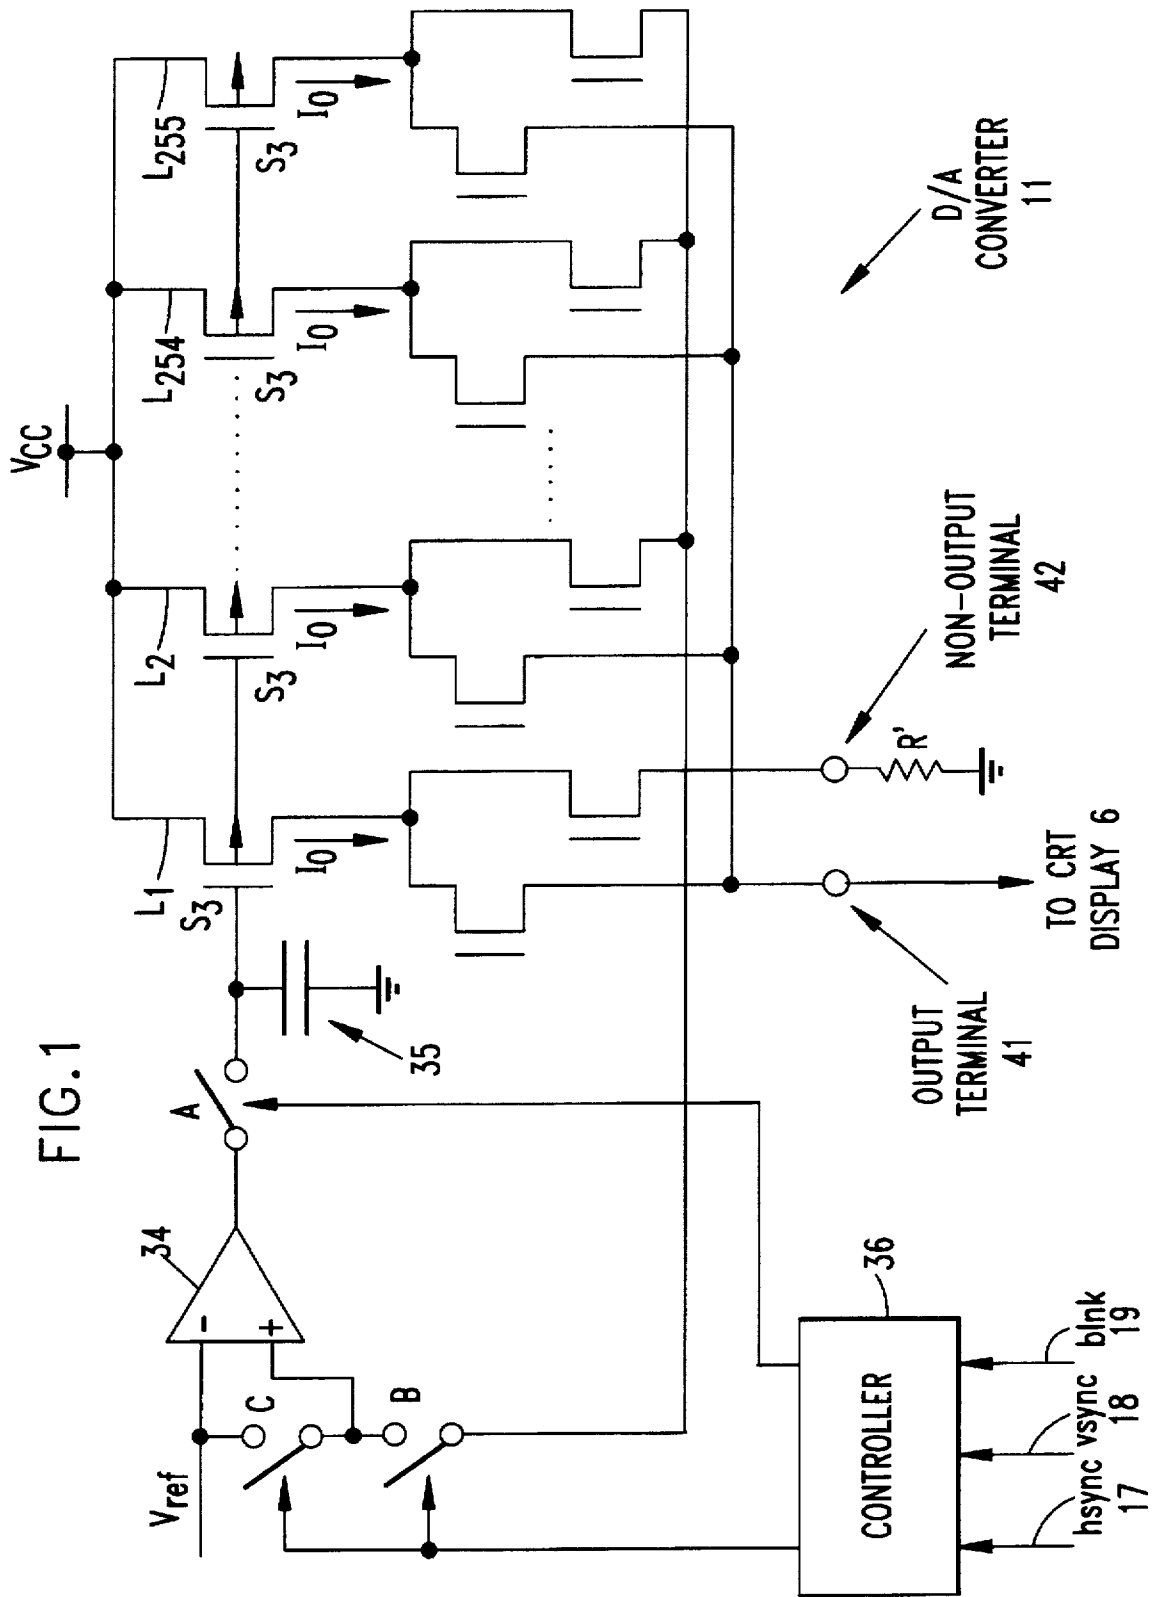 FIG. 1
VCC
L1
L2
L254
L255
S3
S3
S3
S3
I0
I0
I0
I0
34
A
-
+
Vref
C
B
35
R'
D/A
CONVERTER
11
NON-OUTPUT
TERMINAL
42
OUTPUT
TERMINAL
41
TO CRT
DISPLAY 6
36
CONTROLLER
hsync
17
vsync
18
blnk
19